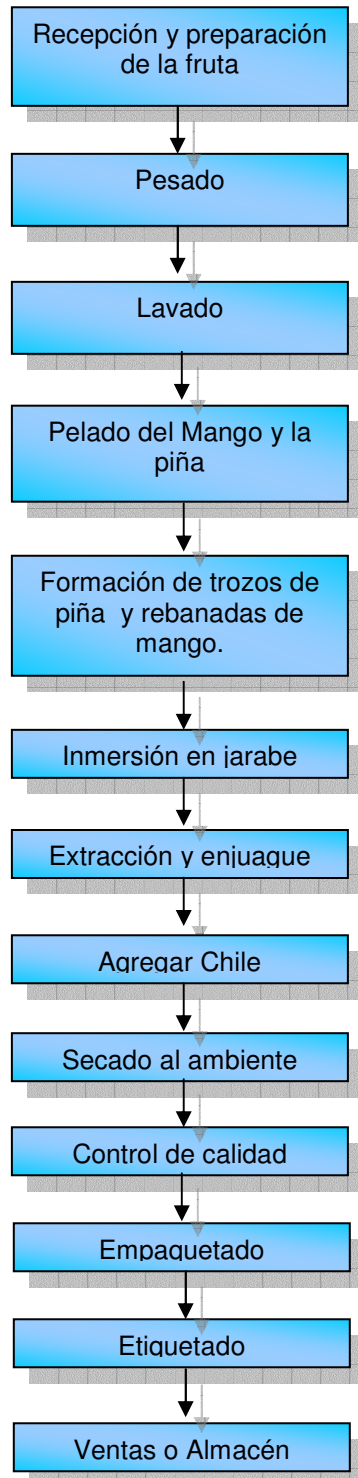 Recepción y preparación
de la fruta
Pesado
Lavado
Pelado del Mango y la
piña
Formación de trozos de
piña y rebanadas de
mango.
Inmersión en jarabe
Extracción y enjuague
Agregar Chile
Secado al ambiente
Control de calidad
Empaquetado
Etiquetado
Ventas o Almacén